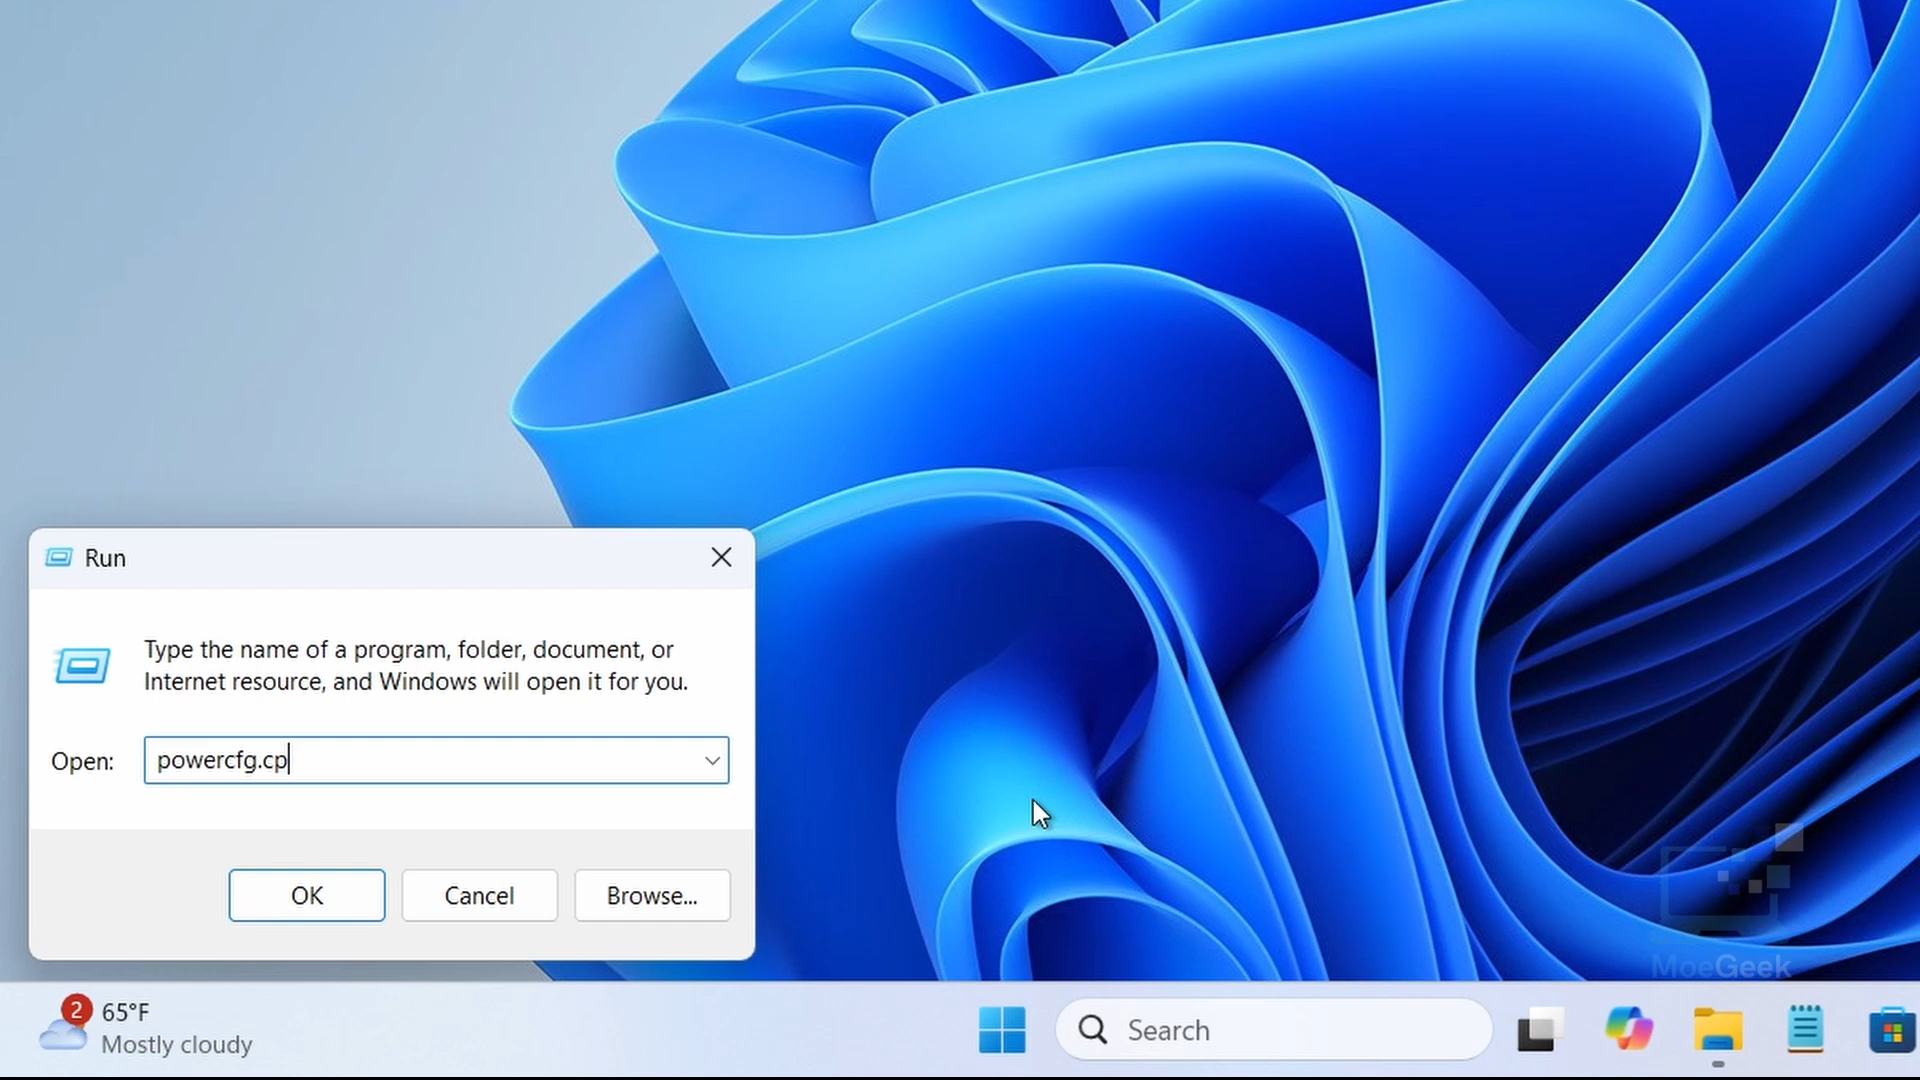 Run
Type the name of a program, folder, document, or
Internet resource, and Windows will open it for you.
Open:
powercfg.cp
OK
Cancel
Browse...
MoeGeek
2
65°F
Mostly cloudy
Search